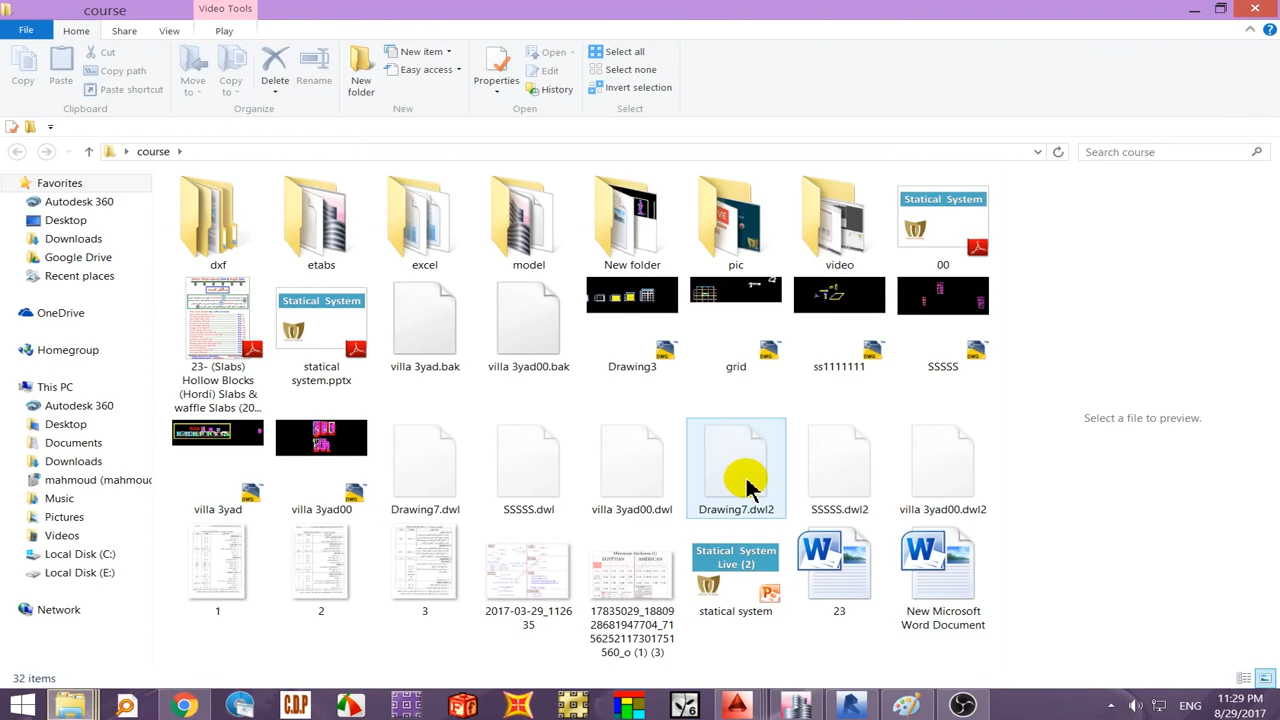 course
Video Tools
File
Home
Share
View
Play
Copy
Paste
Cut
Copy path
Paste shortcut
Clipboard
Move to
Copy to
Delete
Rename
Organize
New folder
New item
Easy access
New
Properties
Open
Edit
History
Open
Select all
Select none
Invert selection
Select
course
Search course
Favorites
Autodesk 360
Desktop
Downloads
Google Drive
Recent places
OneDrive
Homegroup
This PC
Autodesk 360
Desktop
Documents
Downloads
mahmoud (mahmou
Music
Pictures
Videos
Local Disk (C:)
Local Disk (E:)
Network
dxf
etabs
excel
model
New folder
pic
video
Statical System
00
23- (Slabs)
Hollow Blocks
(Hordi) Slabs &
waffle Slabs (20...
Statical System
statical
system.pptx
villa 3yad.bak
villa 3yad00.bak
Drawing3
grid
ss1111111
SSSSS
villa 3yad
villa 3yad00
Drawing7.dwl
SSSSS.dwl
villa 3yad00.dwl
Drawing7.dwl2
SSSSS.dwl2
villa 3yad00.dwl2
1
2
3
2017-03-29_1126
35
EGYPTIAN AMERICAN
17835029_18809
28681947704_71
56252117301751
560_o (1) (3)
Statical System
Live (2)
statical system
23
New Microsoft
Word Document
Select a file to preview.
32 items
C.D.P
ENG
11:29 PM
8/29/2017